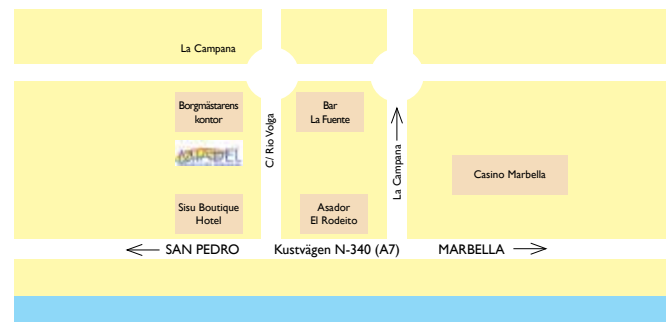 La Campana
Borgmästarens
kontor
Bar
La Fuente
C/ Rio Volga
La Campana
Casino Marbella
Sisu Boutique
Hotel
Asador
El Rodeito
SAN PEDRO
Kustvägen N-340 (A7)
MARBELLA